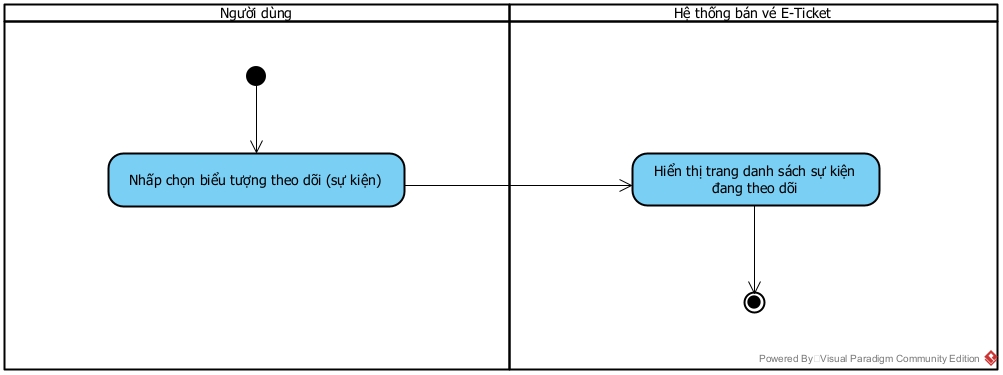 Người dùng
Hệ thống bán vé E-Ticket
Nhấp chọn biểu tượng theo dõi (sự kiện)
Hiển thị trang danh sách sự kiện
đang theo dõi
Powered By Visual Paradigm Community Edition